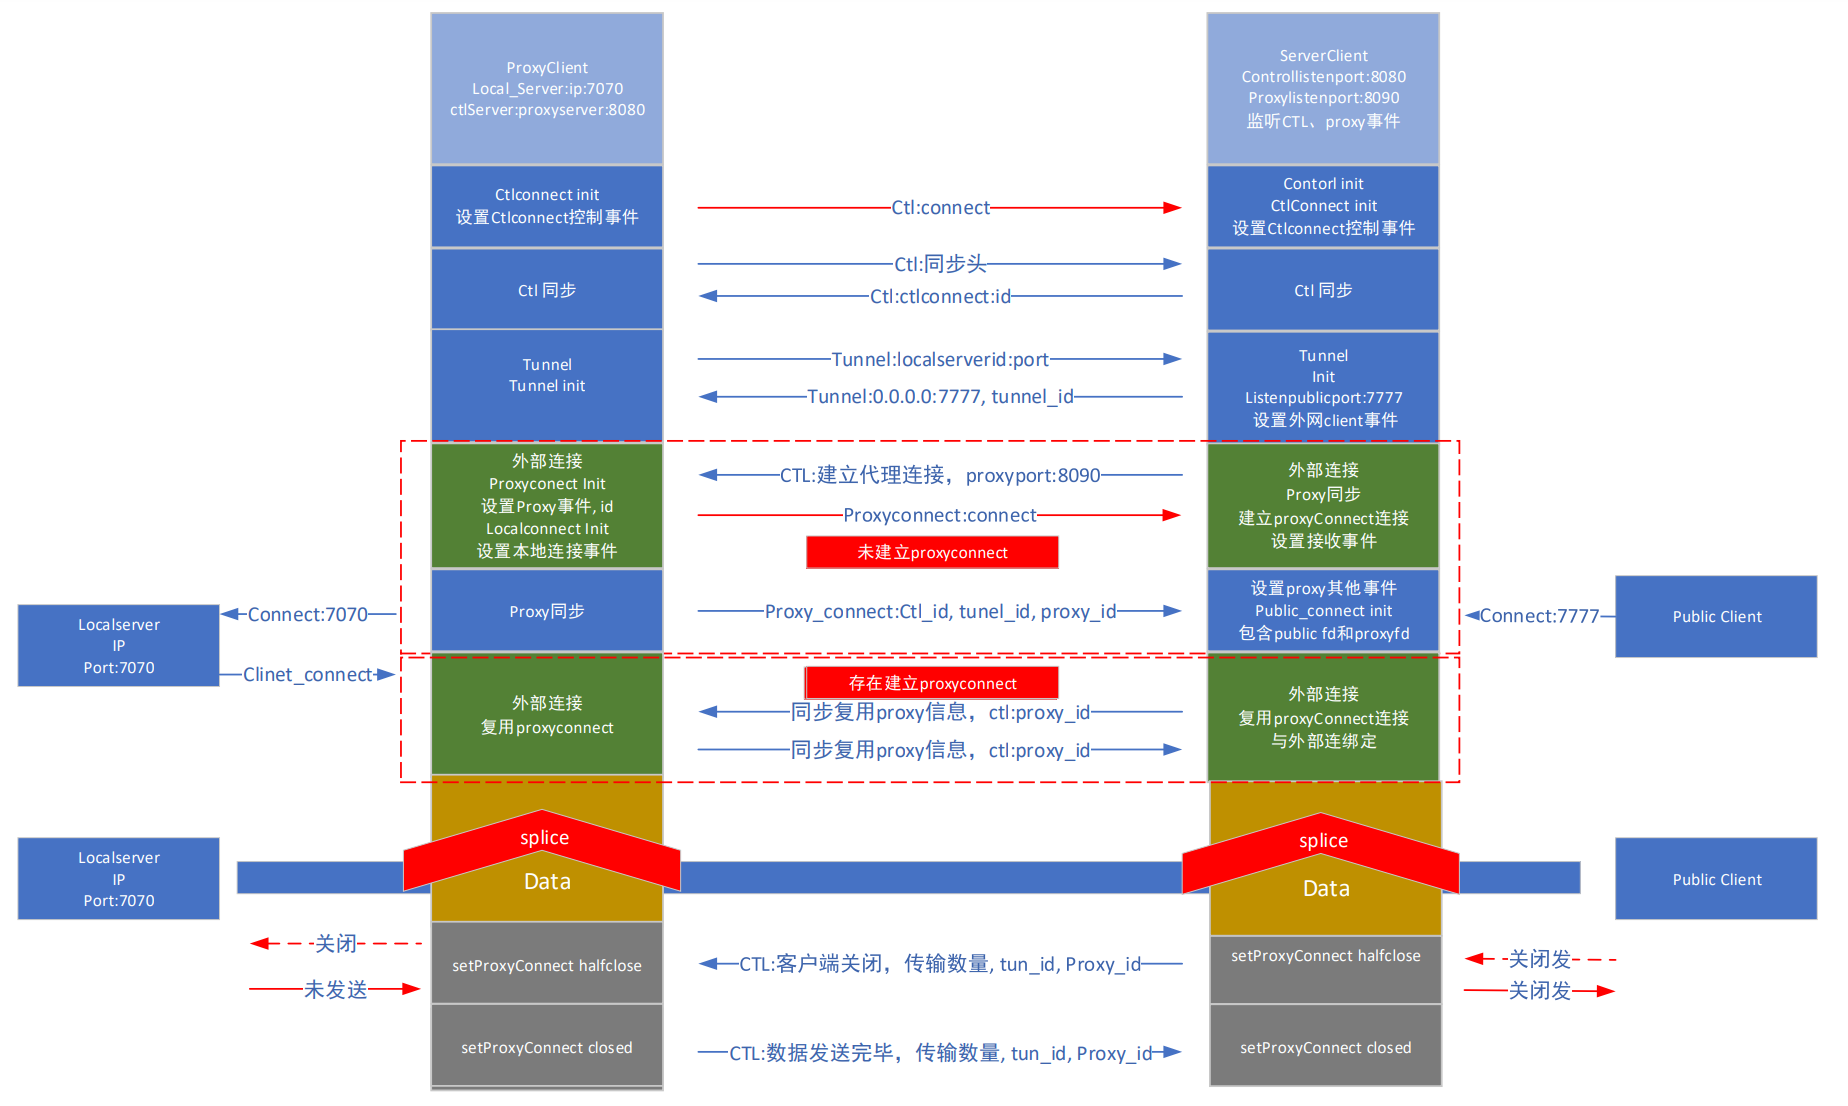 ProxyClient
Local_Server:ip:7070
ctlServer:proxyserver:8080
ServerClient
Controllistenport:8080
Proxylistenport:8090
监听CTL、proxy事件
Ctlconnect init
设置Ctlconnect控制事件
Ctl:connect
Contorl init
CtlConnect init
设置Ctlconnect控制事件
Ctl 同步
Ctl:同步头
Ctl:ctlconnect:id
Ctl 同步
Tunnel
Tunnel init
Tunnel:localserverid:port
Tunnel:0.0.0.0:7777, tunnel_id
Tunnel
Init
Listenpublicport:7777
设置外网client事件
外部连接
Proxyconect Init
设置Proxy事件, id
Localconnect Init
设置本地连接事件
CTL:建立代理连接，proxyport:8090
Proxyconnect:connect
未建立proxyconnect
外部连接
Proxy同步
建立proxyConnect连接
设置接收事件
Localserver
IP
Port:7070
Connect:7070
Clinet_connect
Proxy同步
Proxy_connect:Ctl_id, tunel_id, proxy_id
设置proxy其他事件
Public_connect init
包含public fd和proxyfd
Connect:7777
Public Client
外部连接
复用proxyconnect
存在建立proxyconnect
同步复用proxy信息，ctl:proxy_id
同步复用proxy信息，ctl:proxy_id
外部连接
复用proxyConnect连接
与外部连绑定
Localserver
IP
Port:7070
splice
Data
splice
Data
Public Client
关闭
未发送
setProxyConnect halfclose
CTL:客户端关闭，传输数量, tun_id, Proxy_id
setProxyConnect halfclose
关闭发
关闭发
setProxyConnect closed
CTL:数据发送完毕，传输数量, tun_id, Proxy_id
setProxyConnect closed